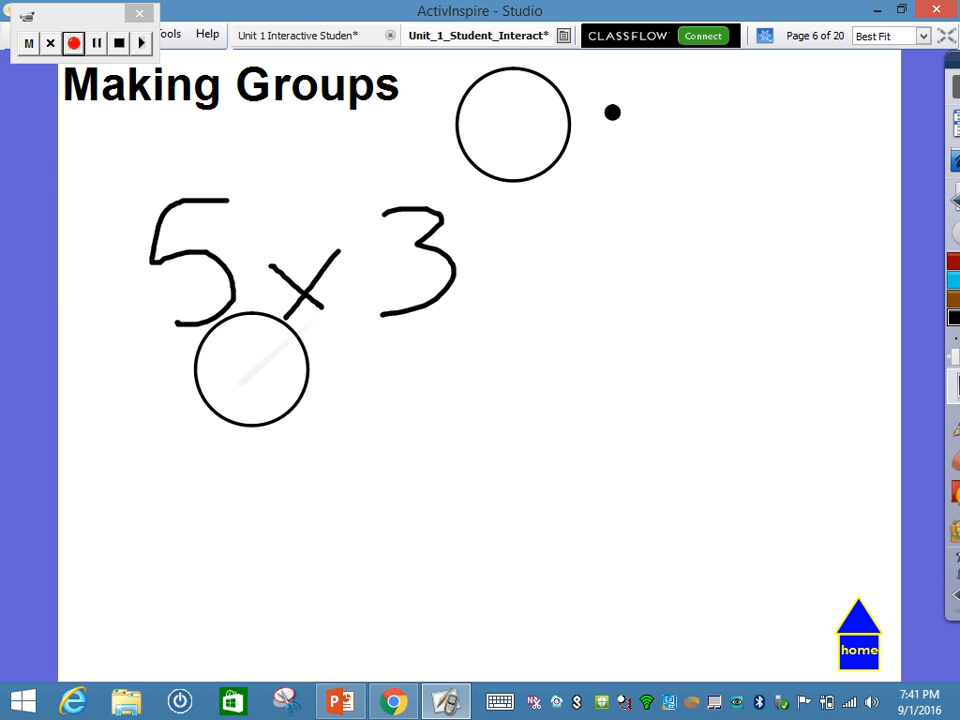 ActivInspire - Studio
M
Tools Help Unit 1 Interactive Studen* Unit_1_Student_Interact* CLASSFLOW Connect Page 6 of 20 Best Fit
Making Groups
5 x 3
home
7:41 PM
9/1/2016